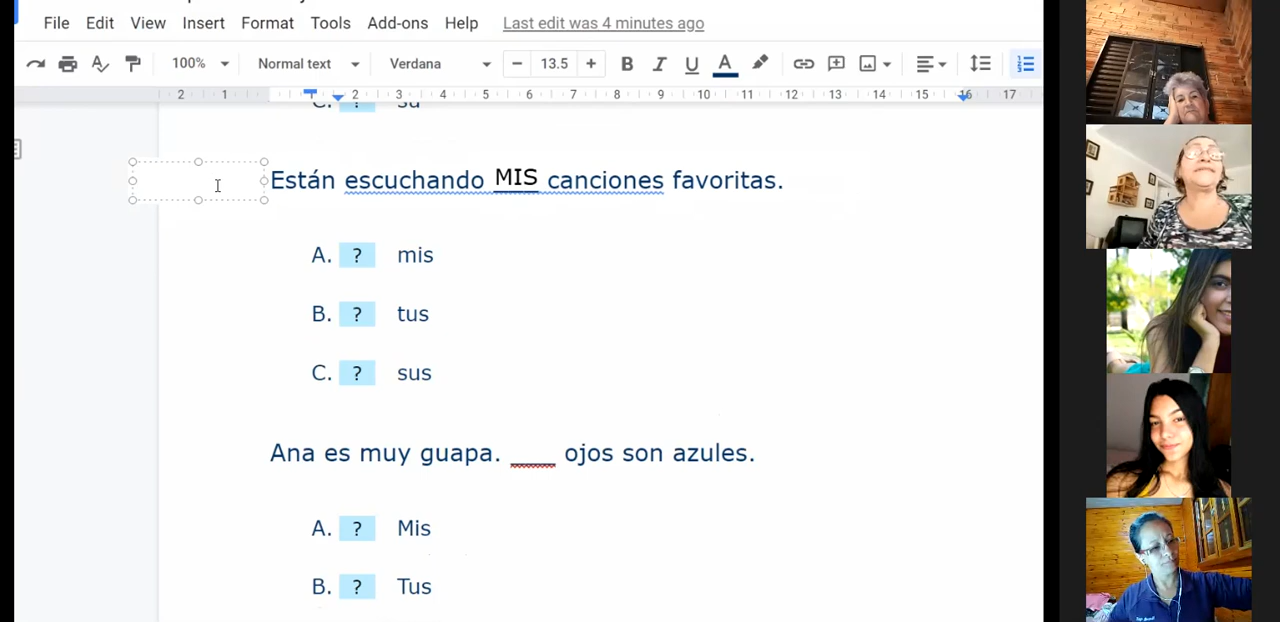 File Edit View Insert Format Tools Add-ons Help Last edit was 4 minutes ago
100% Normal text Verdana 13.5 B I U A
2 1 1 2 3 4 5 6 7 8 9 10 11 12 13 14 15 16 17
C. ? su
Están escuchando MIS canciones favoritas.
A. ? mis
B. ? tus
C. ? sus
Ana es muy guapa. ____ ojos son azules.
A. ? Mis
B. ? Tus